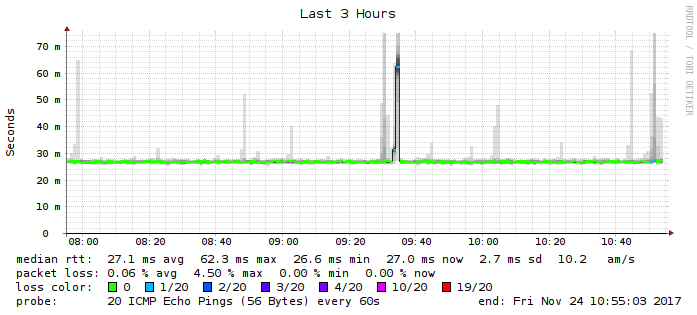 Last 3 Hours
RRDTOOL / TOBI OETIKER
Seconds
70 m
60 m
50 m
40 m
30 m
20 m
10 m
0
08:00 08:20 08:40 09:00 09:20 09:40 10:00 10:20 10:40
median rtt: 27.1 ms avg 62.3 ms max 26.6 ms min 27.0 ms now 2.7 ms sd 10.2 am/s
packet loss: 0.06 % avg 4.50 % max 0.00 % min 0.00 % now
loss color: 0 1/20 2/20 3/20 4/20 10/20 19/20
probe: 20 ICMP Echo Pings (56 Bytes) every 60s end: Fri Nov 24 10:55:03 2017